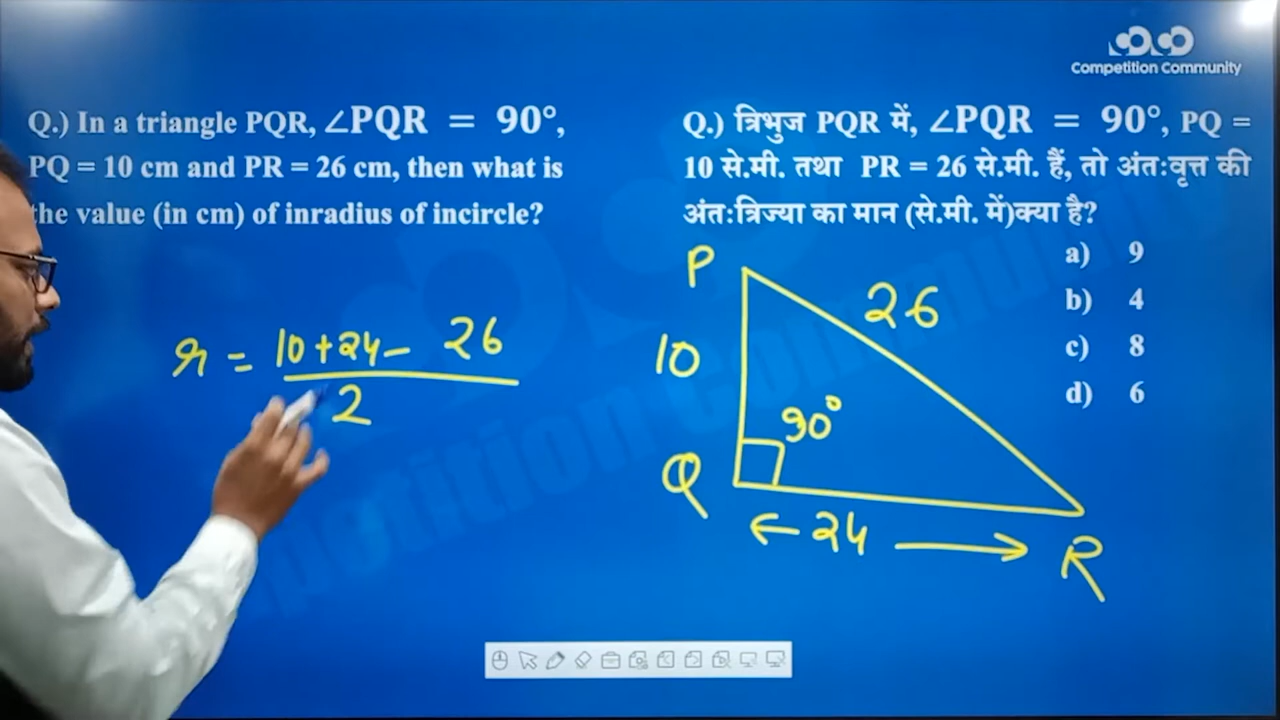 Competition Community
Q.) In a triangle PQR, ∠PQR = 90°,
PQ = 10 cm and PR = 26 cm, then what is
the value (in cm) of inradius of incircle?
Q.) त्रिभुज PQR में, ∠PQR = 90°, PQ =
10 से.मी. तथा PR = 26 से.मी. हैं, तो अंत:वृत्त की
अंत:त्रिज्या का मान (से.मी. में)क्या है?
a) 9
b) 4
c) 8
d) 6
r = 10+24- 26
2
P
26
10
90°
Q
←24→
R